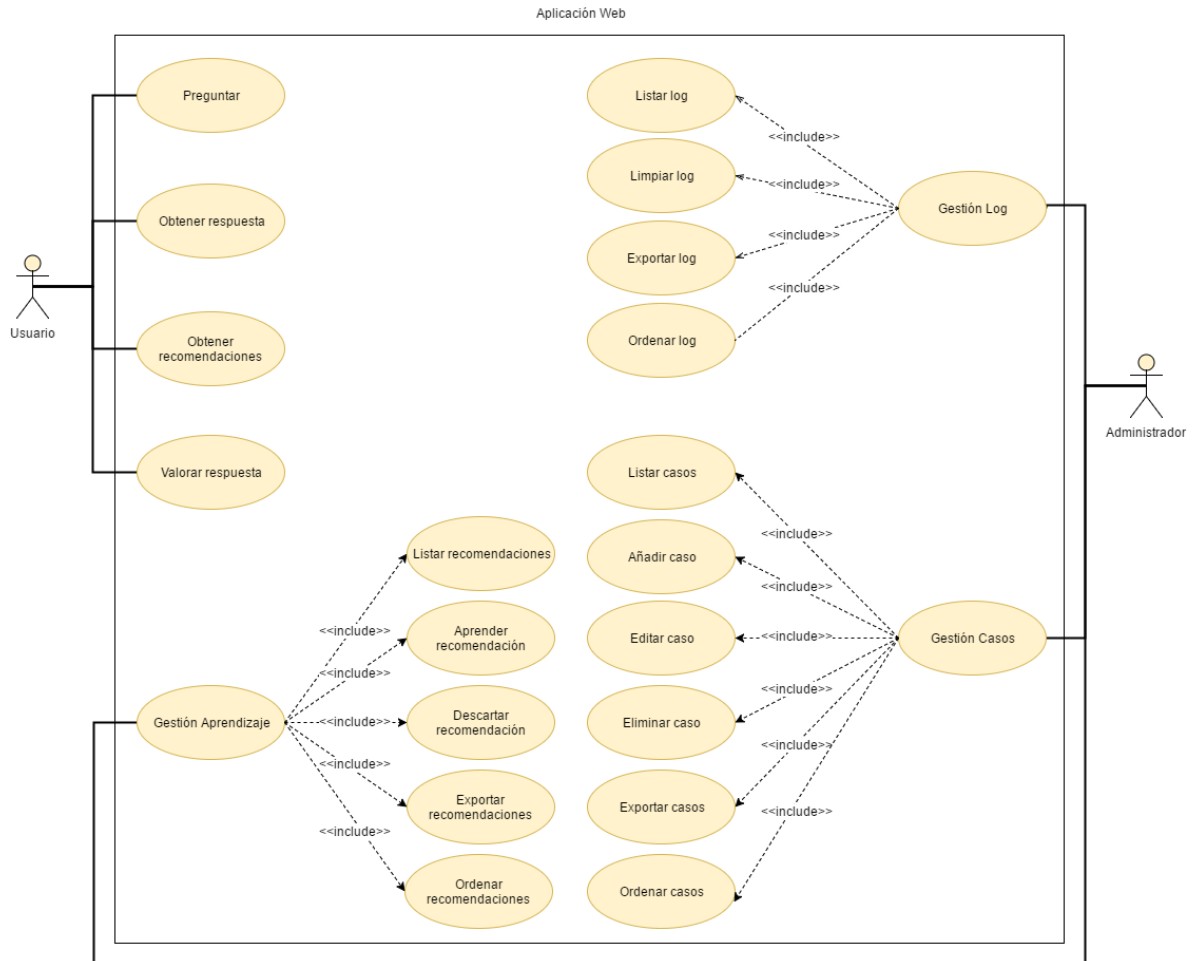 Aplicación Web
Preguntar
Obtener respuesta
Obtener
recomendaciones
Valorar respuesta
Usuario
Listar log
Limpiar log
Exportar log
Ordenar log
<<include>>
<<include>>
<<include>>
<<include>>
Gestión Log
Administrador
Listar casos
Añadir caso
Editar caso
Eliminar caso
Exportar casos
Ordenar casos
<<include>>
<<include>>
<<include>>
<<include>>
<<include>>
<<include>>
Gestión Casos
Gestión Aprendizaje
<<include>>
<<include>>
<<include>>
<<include>>
<<include>>
Listar recomendaciones
Aprender
recomendación
Descartar
recomendación
Exportar
recomendaciones
Ordenar
recomendaciones